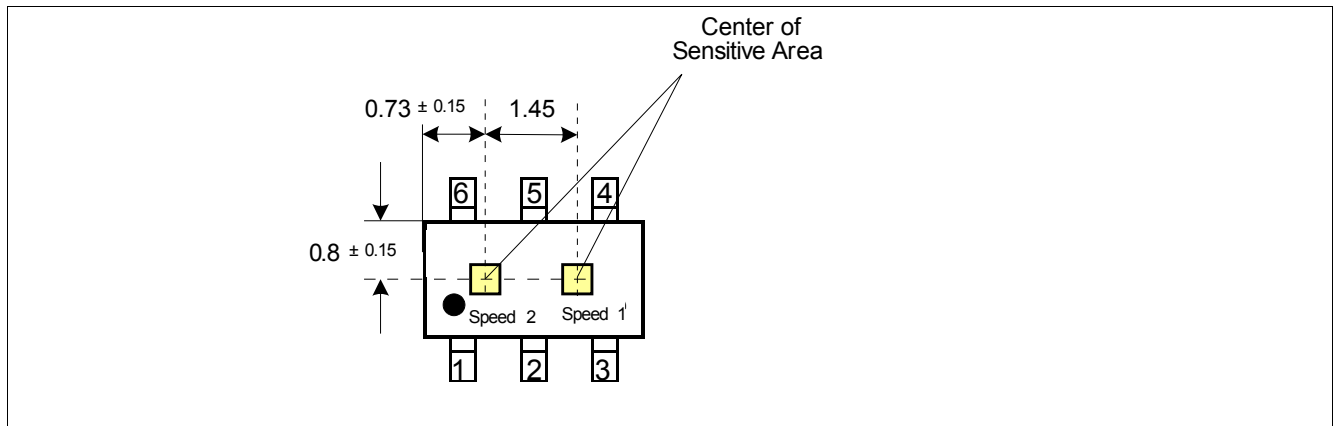 Center of
Sensitive Area
0.73 ± 0.15
1.45
6
5
4
0.8 ± 0.15
Speed 2
Speed 1
1
2
3